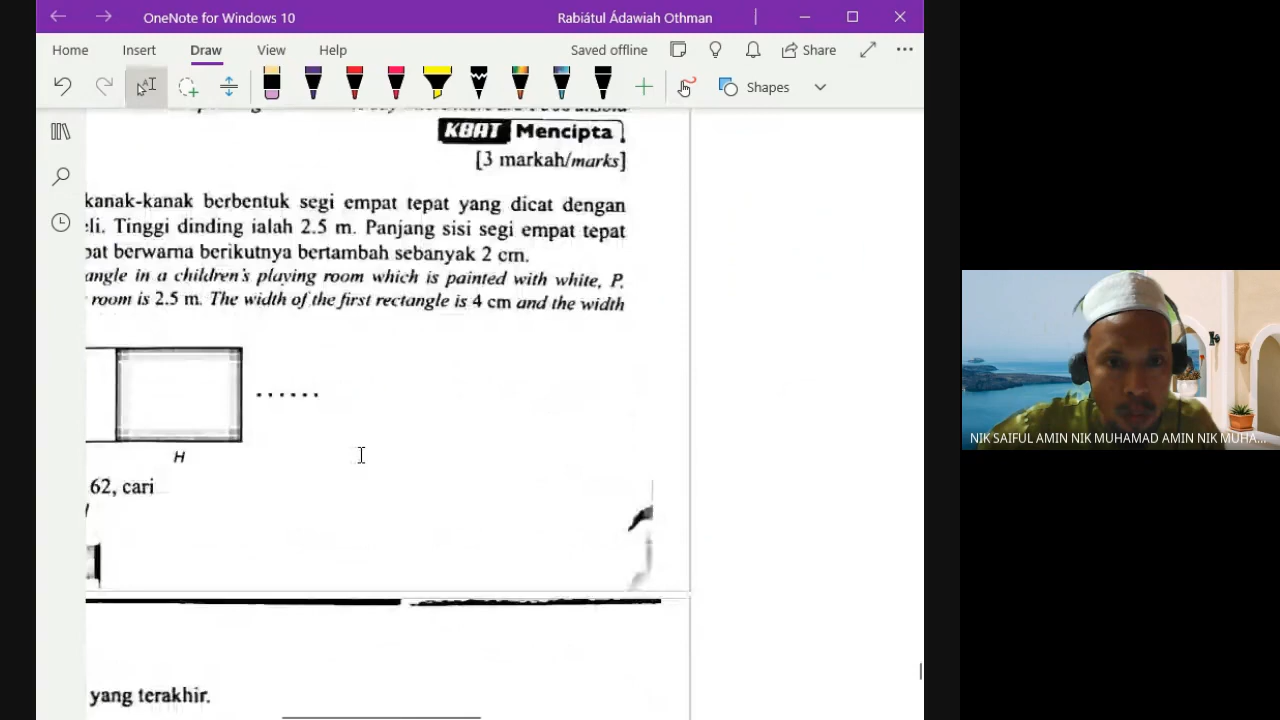 OneNote for Windows 10
Rabiátul Ádawiah Othman
Home Insert Draw View Help
Saved offline
Share
Shapes
KBAT Mencipta
[3 markah/marks]
kanak-kanak berbentuk segi empat tepat yang dicat dengan
eli. Tinggi dinding ialah 2.5 m. Panjang sisi segi empat tepat
pat berwarna berikutnya bertambah sebanyak 2 cm.
angle in a children's playing room which is painted with white, P,
room is 2.5 m. The width of the first rectangle is 4 cm and the width
......
H
62, cari
yang terakhir.
NIK SAIFUL AMIN NIK MUHAMAD AMIN NIK MUHA...